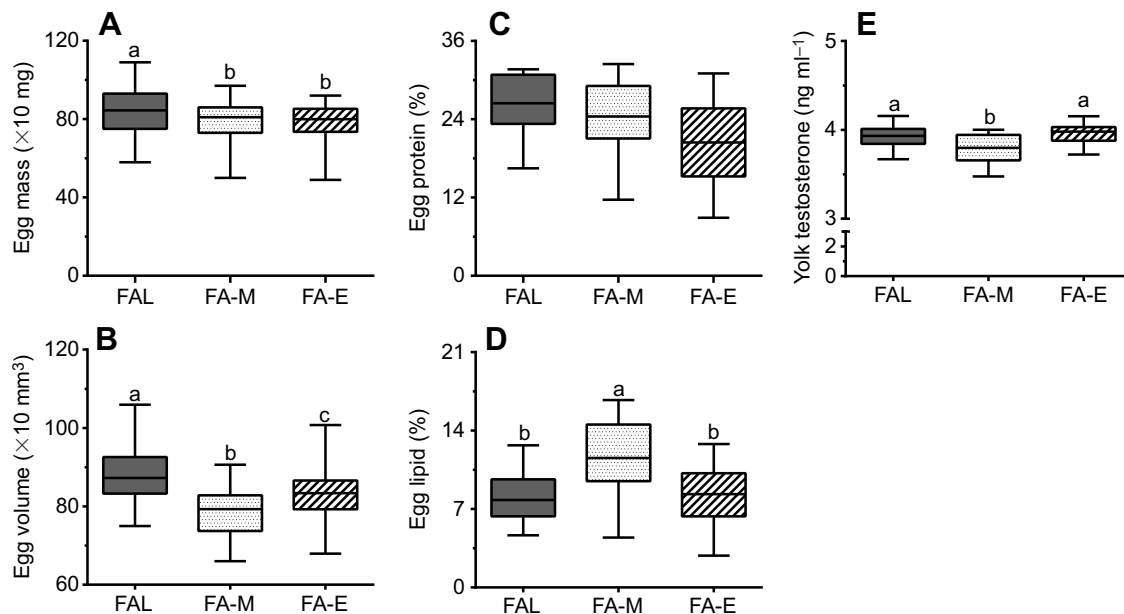 A
Egg mass (×10 mg)
120
80
40
0
a
b
b
FAL
FA-M
FA-E
B
Egg volume (×10 mm³)
120
100
80
60
a
b
c
FAL
FA-M
FA-E
C
Egg protein (%)
36
24
12
0
FAL
FA-M
FA-E
D
Egg lipid (%)
21
14
7
0
b
a
b
FAL
FA-M
FA-E
E
Yolk testosterone (ng ml⁻¹)
5
4
3
2
0
a
b
a
FAL
FA-M
FA-E